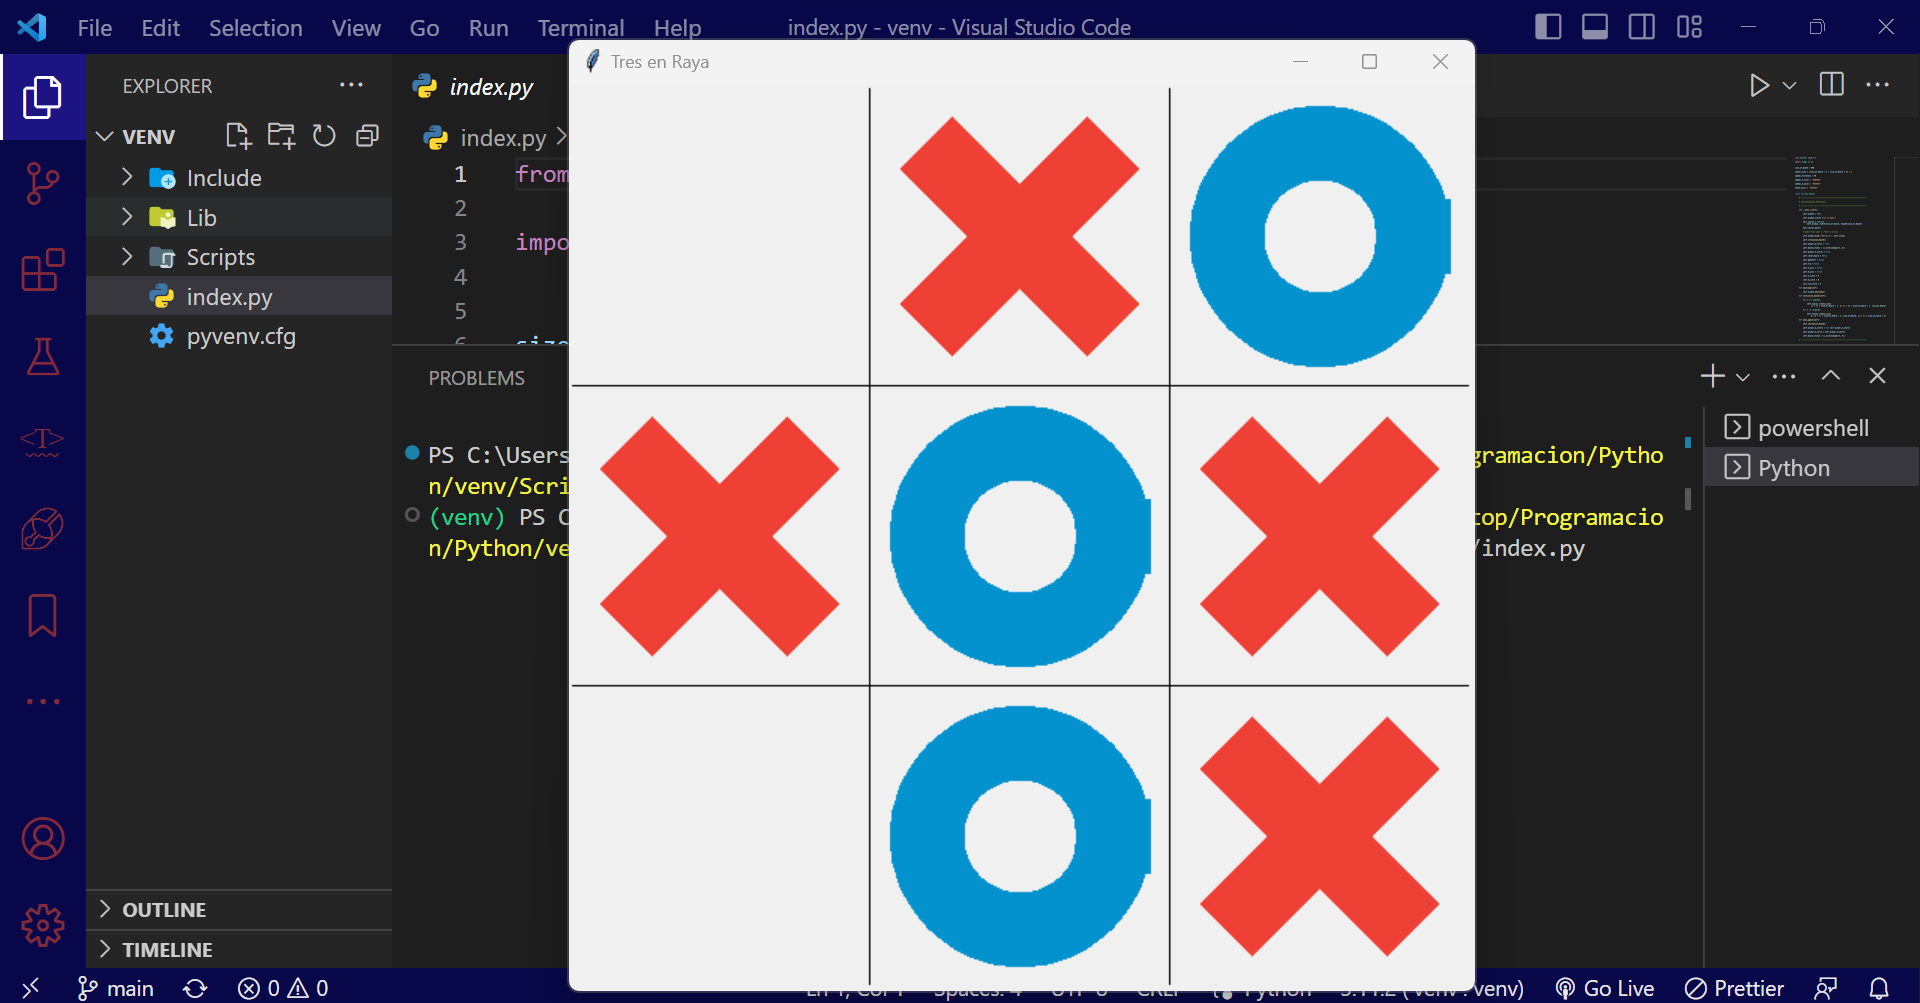 File Edit Selection View Go Run Terminal Help index.py - venv - Visual Studio Code
Tres en Raya
EXPLORER
VENV
Include
Lib
Scripts
index.py
pyvenv.cfg
OUTLINE
TIMELINE
index.py
index.py
1 from
2
3 impo
4
5
6 size
PROBLEMS
PS C:\Users gramacion/Pytho
n/venv/Scri
(venv) PS C top/Programacio
n/Python/ve /index.py
powershell
Python
main 0 0 venv) Go Live Prettier